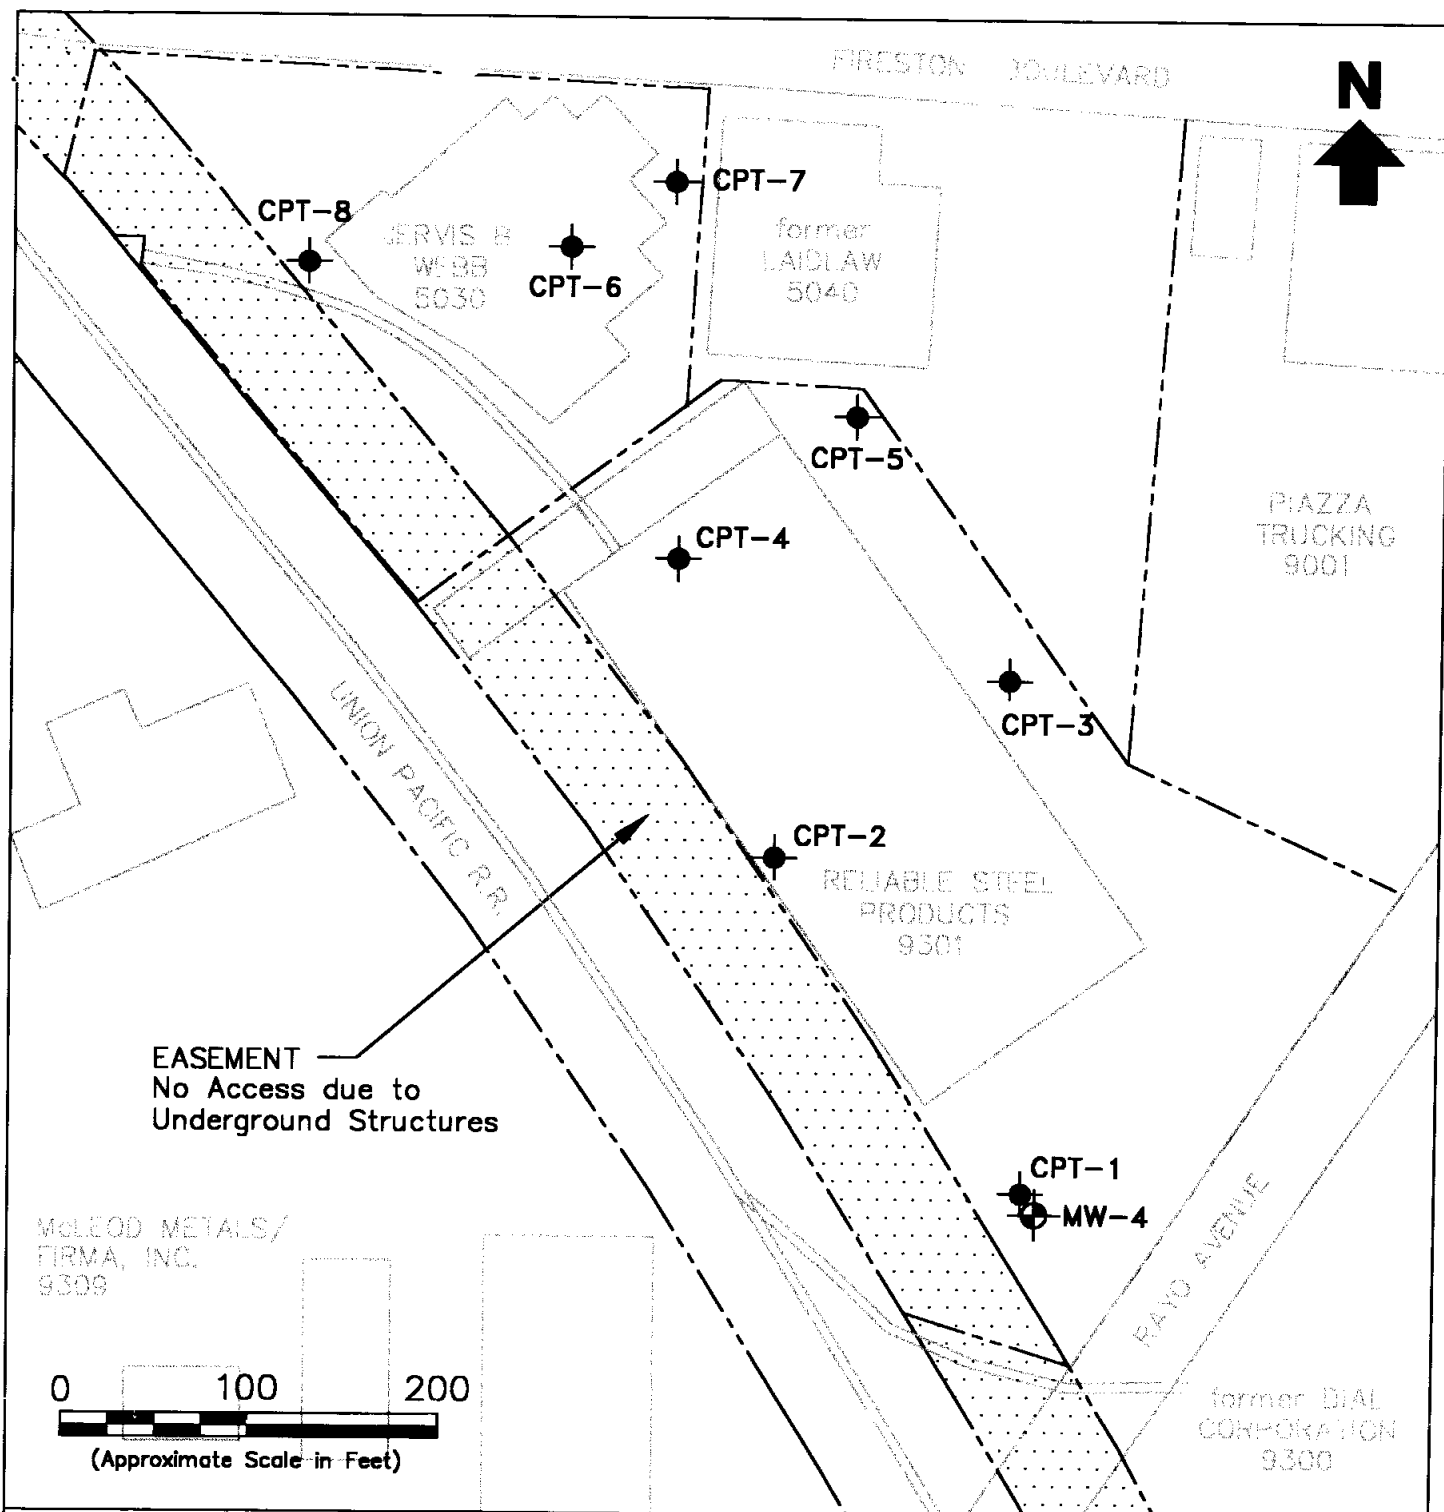 FIRESTON BOULEVARD
N
CPT-7
CPT-8
JERVIS B
WEBB
5030
CPT-6
former
LAIDLAW
5040
CPT-5
PIAZZA
TRUCKING
9001
CPT-4
CPT-3
UNION PACIFIC R.R.
CPT-2
RELIABLE STEEL
PRODUCTS
9301
EASEMENT
No Access due to
Underground Structures
CPT-1
MW-4
RAYO AVENUE
McLEOD METALS/
FIRMA, INC.
9309
0 100 200
(Approximate Scale in Feet)
former DIAL
CORPORATION
9300